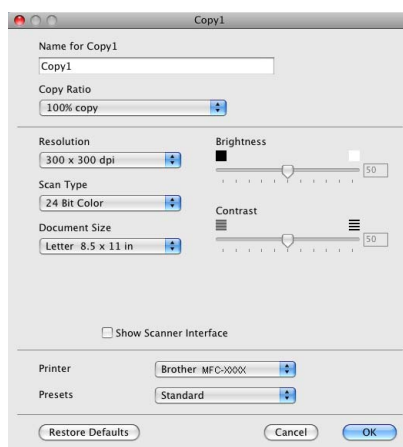 Copy1
Name for Copy1
Copy1
Copy Ratio
100% copy
Resolution
300 x 300 dpi
Scan Type
24 Bit Color
Document Size
Letter 8.5 x 11 in
Brightness
50
Contrast
50
Show Scanner Interface
Printer
Brother MFC-XXXX
Presets
Standard
Restore Defaults
Cancel
OK